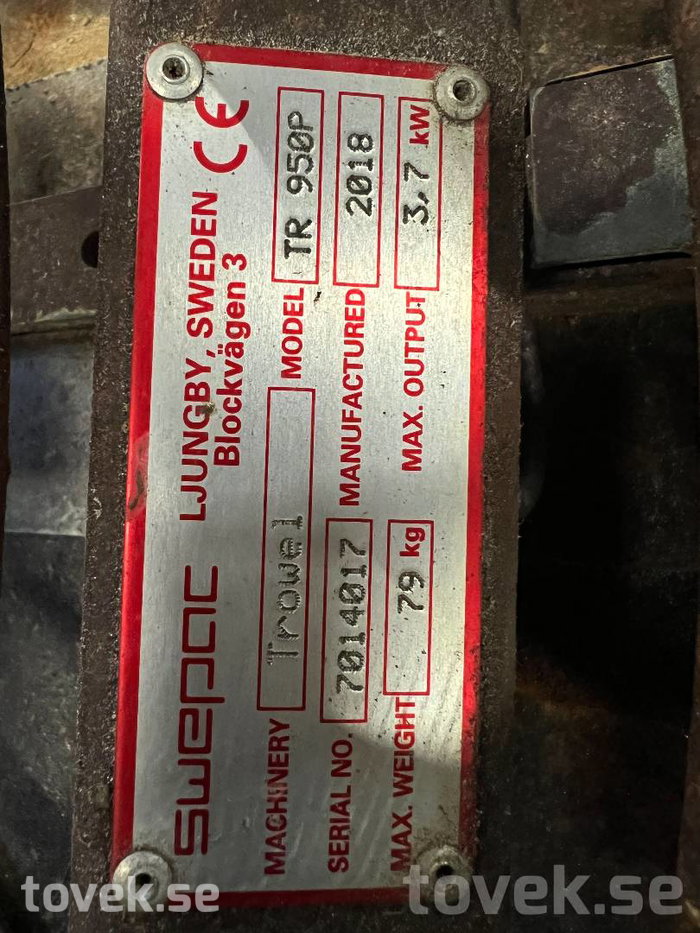 swepac LJUNGBY, SWEDEN CE
Blockvägen 3
MACHINERY Trowel MODEL TR 950P
SERIAL NO. 7014017 MANUFACTURED 2018
MAX. WEIGHT 79 kg MAX. OUTPUT 3,7 kW
tovek.se tovek.se